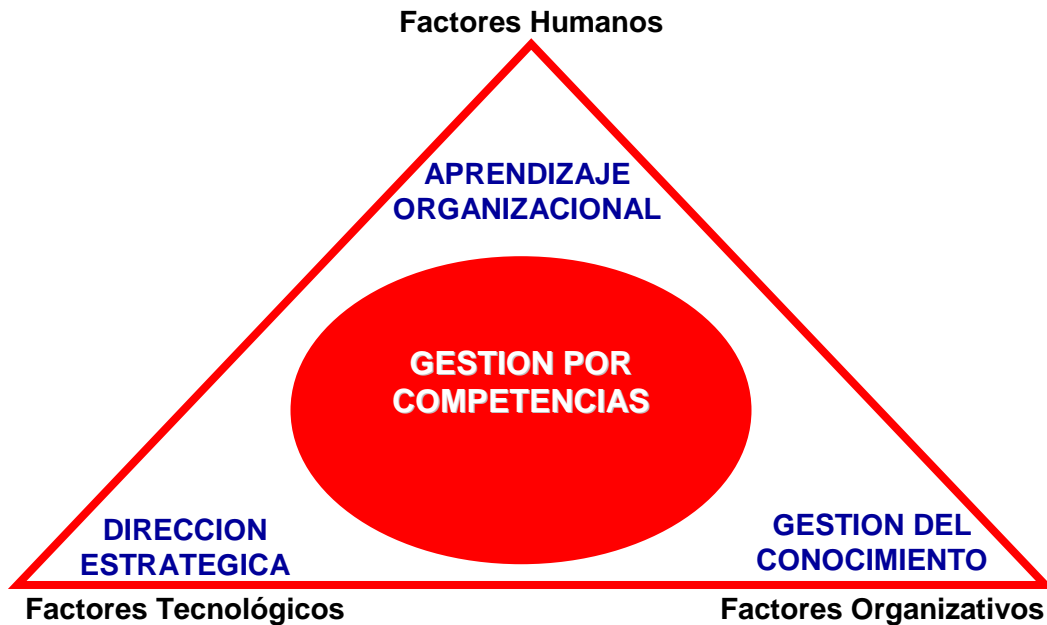 Factores Humanos
APRENDIZAJE
ORGANIZACIONAL
GESTION POR
COMPETENCIAS
DIRECCION
ESTRATEGICA
GESTION DEL
CONOCIMIENTO
Factores Tecnológicos
Factores Organizativos